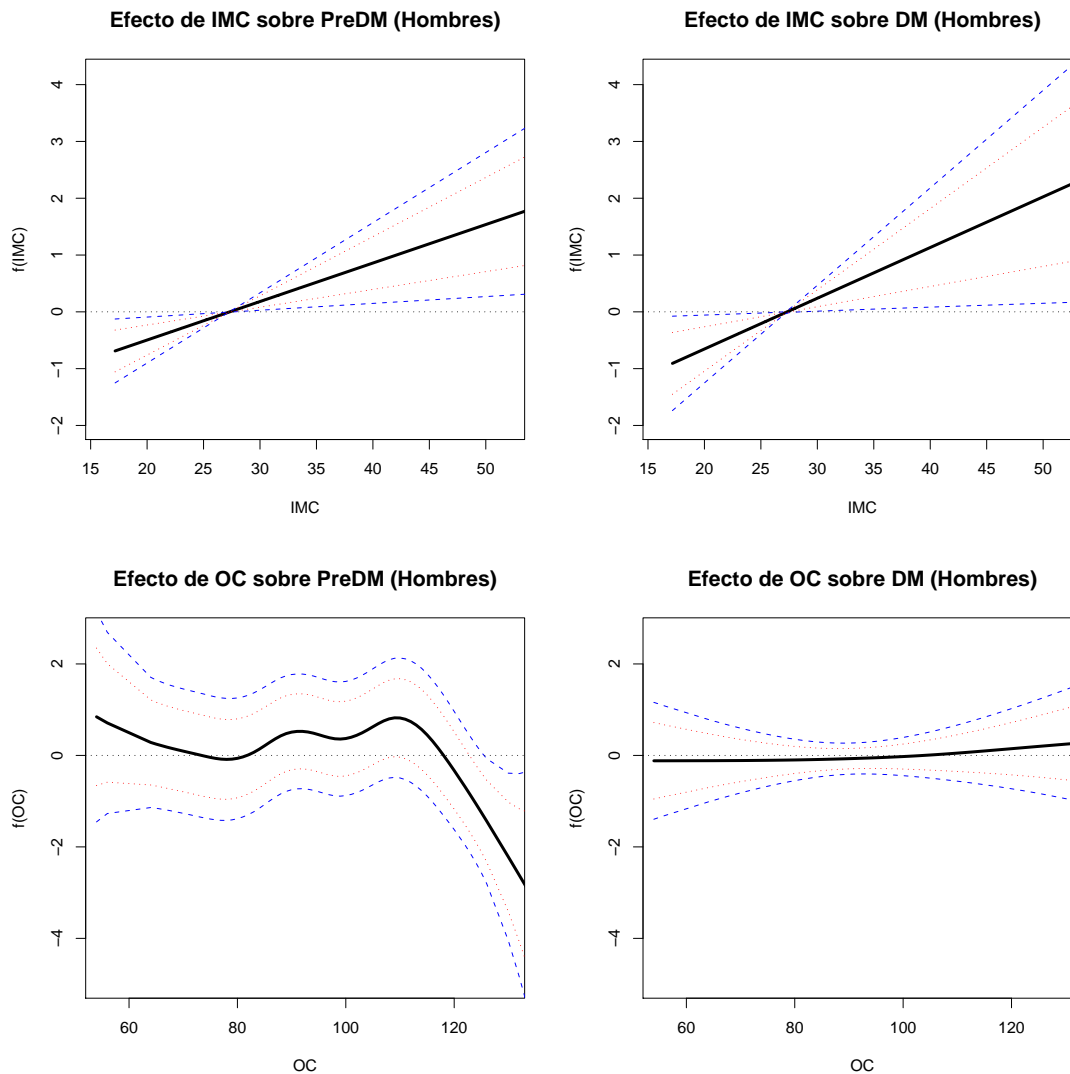 Efecto de IMC sobre PreDM (Hombres)
f(IMC)
4
3
2
1
0
−1
−2
15 20 25 30 35 40 45 50
IMC
Efecto de IMC sobre DM (Hombres)
f(IMC)
4
3
2
1
0
−1
−2
15 20 25 30 35 40 45 50
IMC
Efecto de OC sobre PreDM (Hombres)
f(OC)
2
0
−2
−4
60 80 100 120
OC
Efecto de OC sobre DM (Hombres)
f(OC)
2
0
−2
−4
60 80 100 120
OC